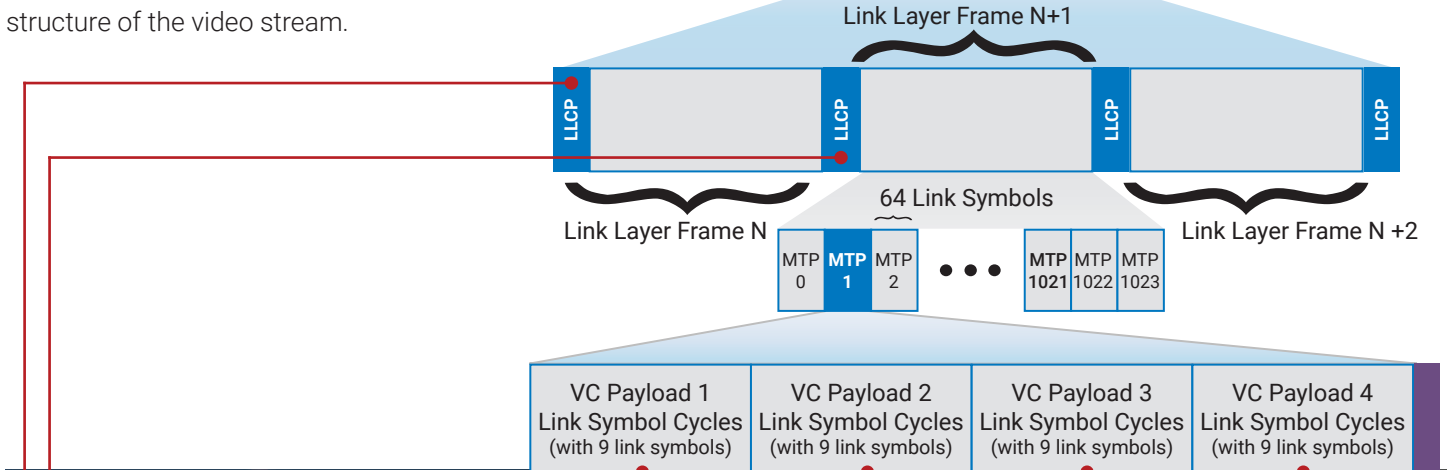 structure of the video stream.
Link Layer Frame N+1
LLCP
LLCP
LLCP
LLCP
64 Link Symbols
Link Layer Frame N
Link Layer Frame N +2
MTP
0
MTP
1
MTP
2
MTP
1021
MTP
1022
MTP
1023
VC Payload 1
Link Symbol Cycles
(with 9 link symbols)
VC Payload 2
Link Symbol Cycles
(with 9 link symbols)
VC Payload 3
Link Symbol Cycles
(with 9 link symbols)
VC Payload 4
Link Symbol Cycles
(with 9 link symbols)